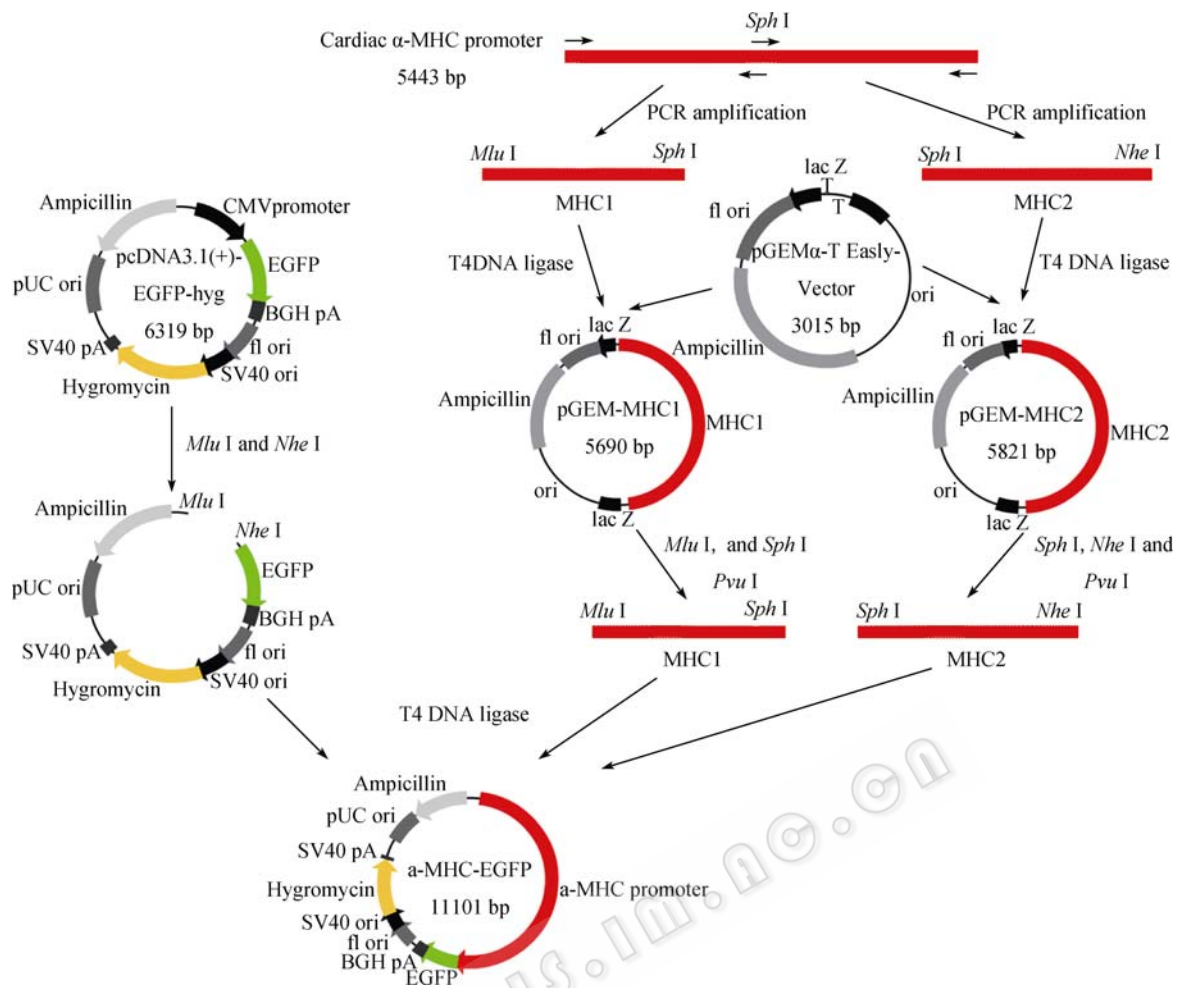 Sph I
Cardiac α-MHC promoter
5443 bp
PCR amplification
PCR amplification
Mlu I
Sph I
MHC1
Sph I
Nhe I
MHC2
lac Z
T
T
fl ori
pGEMα-T Easly-
Vector
3015 bp
ori
Ampicillin
Ampicillin
CMVpromoter
pcDNA3.1(+)-
EGFP-hyg
6319 bp
EGFP
pUC ori
BGH pA
SV40 pA
fl ori
SV40 ori
Hygromycin
T4DNA ligase
T4 DNA ligase
lac Z
fl ori
Ampicillin
pGEM-MHC1
5690 bp
MHC1
ori
lac Z
lac Z
fl ori
Ampicillin
pGEM-MHC2
5821 bp
MHC2
ori
lac Z
Mlu I and Nhe I
Mlu I, and Sph I
Pvu I
Sph I, Nhe I and
Pvu I
Ampicillin
Mlu I
Nhe I
EGFP
pUC ori
BGH pA
SV40 pA
fl ori
SV40 ori
Hygromycin
Mlu I
Sph I
MHC1
Sph I
Nhe I
MHC2
T4 DNA ligase
Ampicillin
pUC ori
SV40 pA
a-MHC-EGFP
Hygromycin
11101 bp
a-MHC promoter
SV40 ori
fl ori
BGH pA
EGFP
s.im.ac.cn